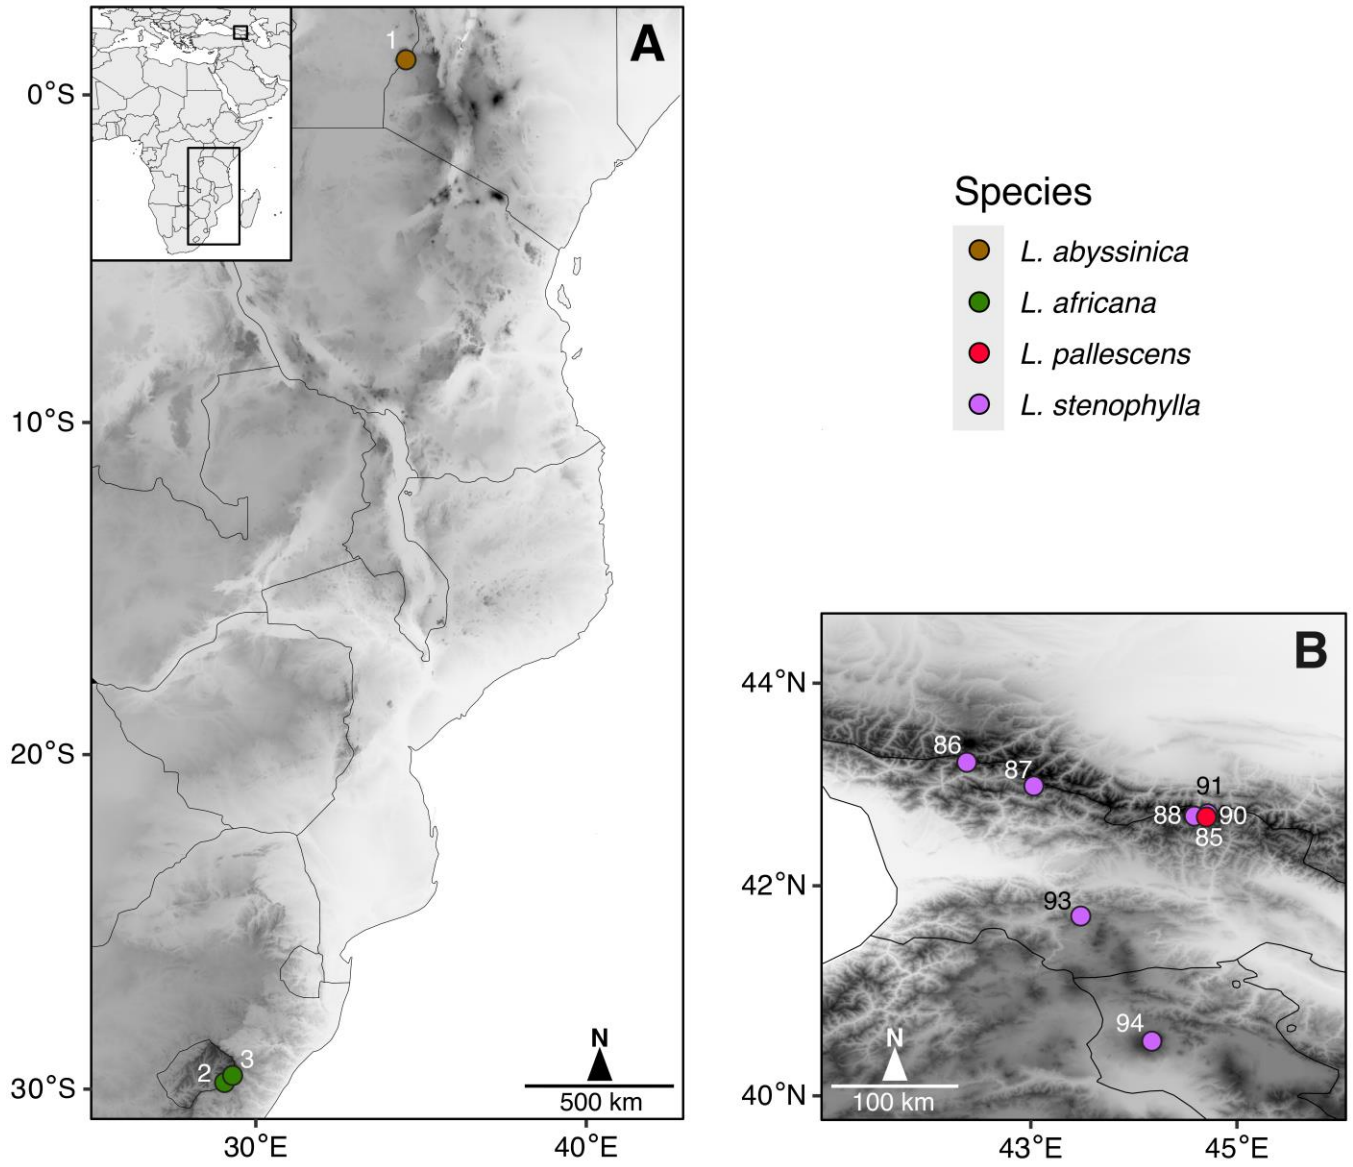 A
1
0°S
10°S
20°S
30°S
2
3
N
500 km
30°E
40°E
Species
L. abyssinica
L. africana
L. pallescens
L. stenophylla
B
44°N
42°N
40°N
86
87
91
88
90
85
93
94
N
100 km
43°E
45°E